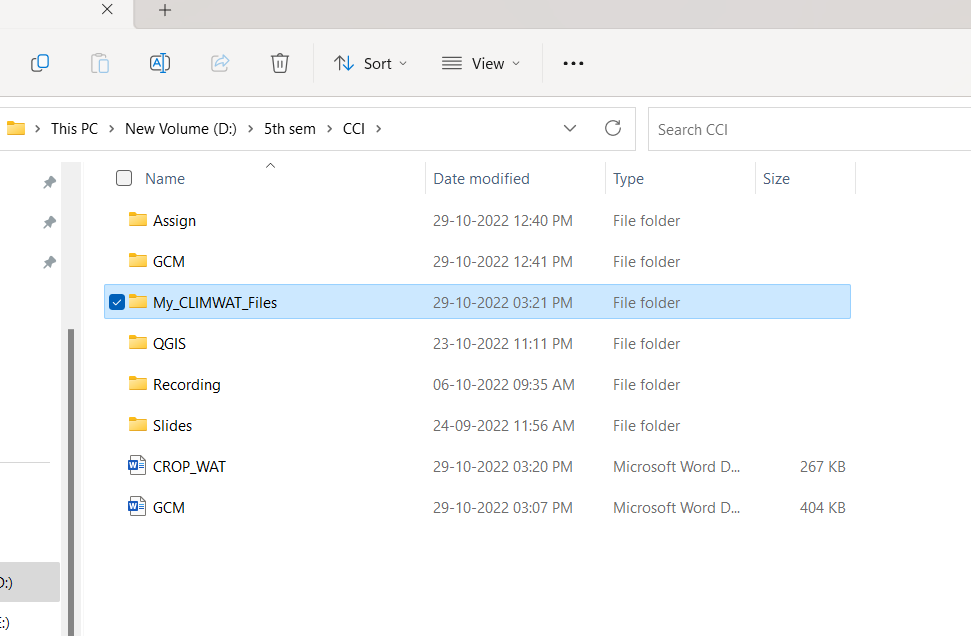 Sort View
This PC New Volume (D:) 5th sem CCI Search CCI
Name Date modified Type Size
Assign 29-10-2022 12:40 PM File folder
GCM 29-10-2022 12:41 PM File folder
My_CLIMWAT_Files 29-10-2022 03:21 PM File folder
QGIS 23-10-2022 11:11 PM File folder
Recording 06-10-2022 09:35 AM File folder
Slides 24-09-2022 11:56 AM File folder
CROP_WAT 29-10-2022 03:20 PM Microsoft Word D... 267 KB
GCM 29-10-2022 03:07 PM Microsoft Word D... 404 KB
D:)
E:)